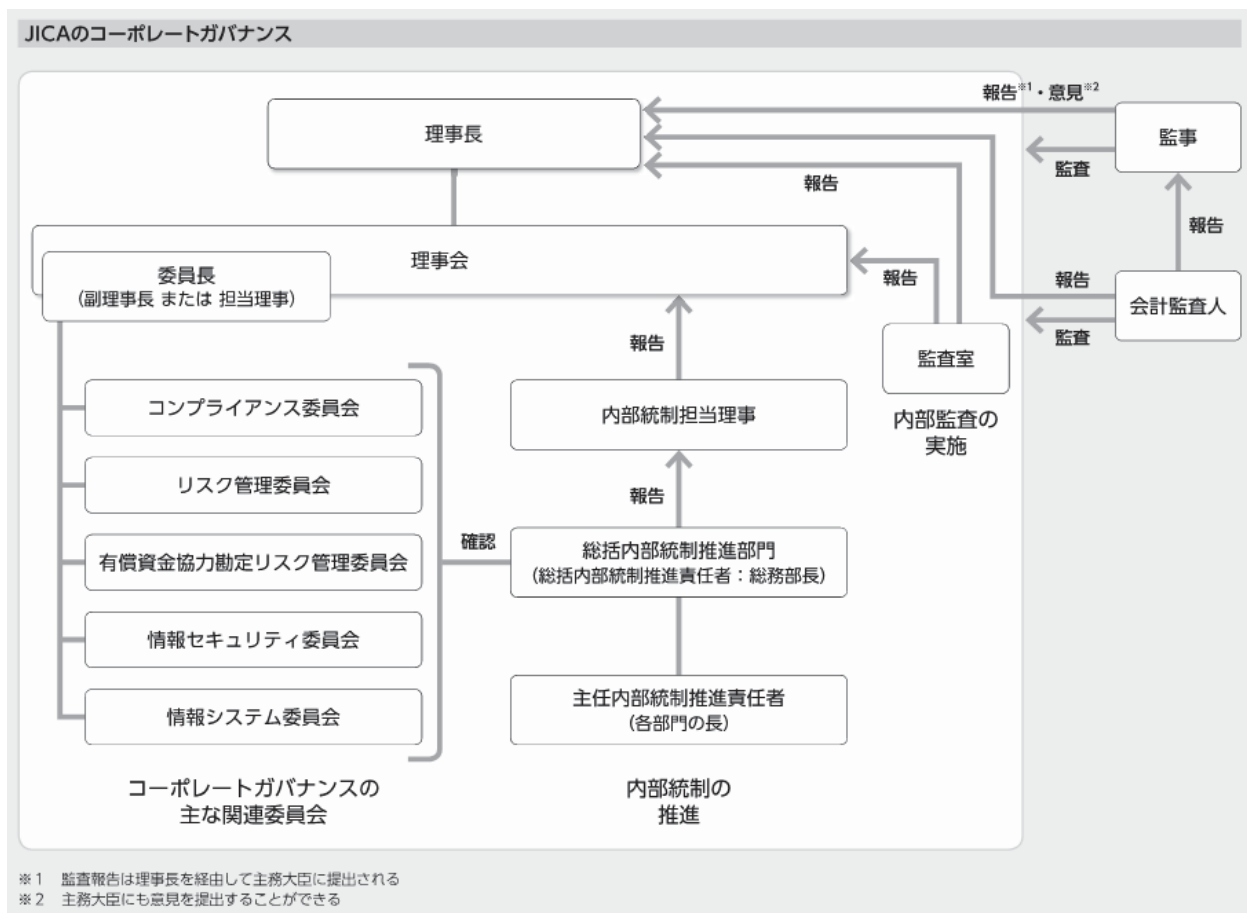 JICAのコーポレートガバナンス
報告※1・意見※2
理事長
監事
監査
報告
報告
理事会
委員長
(副理事長 または 担当理事)
報告
報告
会計監査人
監査
報告
監査室
コンプライアンス委員会
内部統制担当理事
内部監査の
実施
リスク管理委員会
報告
確認
有償資金協力勘定リスク管理委員会
総括内部統制推進部門
(総括内部統制推進責任者:総務部長)
情報セキュリティ委員会
主任内部統制推進責任者
(各部門の長)
情報システム委員会
コーポレートガバナンスの
主な関連委員会
内部統制の
推進
※1 監査報告は理事長を経由して主務大臣に提出される
※2 主務大臣にも意見を提出することができる